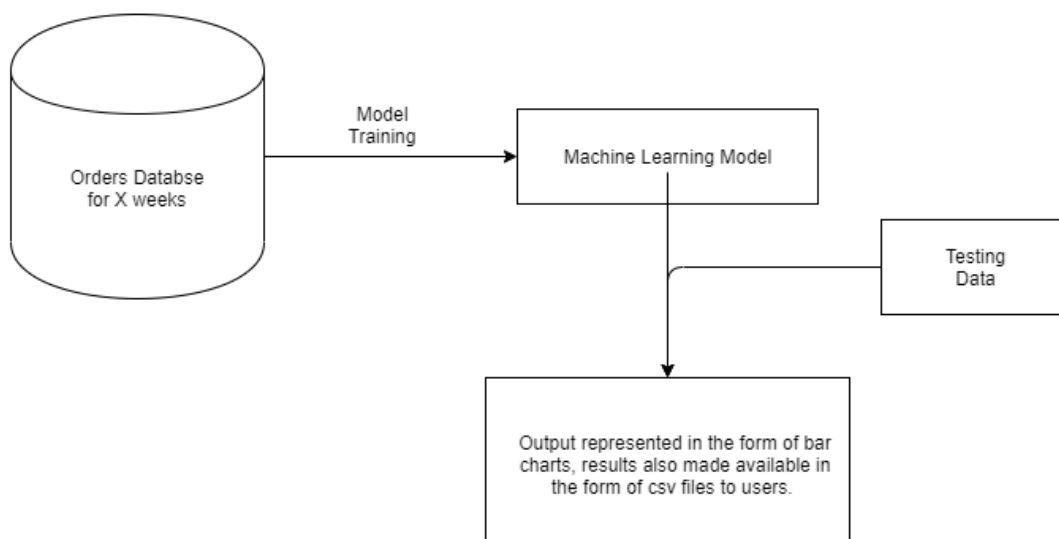 Model
Training
Machine Learning Model
Orders Databse
for X weeks
Testing
Data
Output represented in the form of bar
charts, results also made available in
the form of csv files to users.